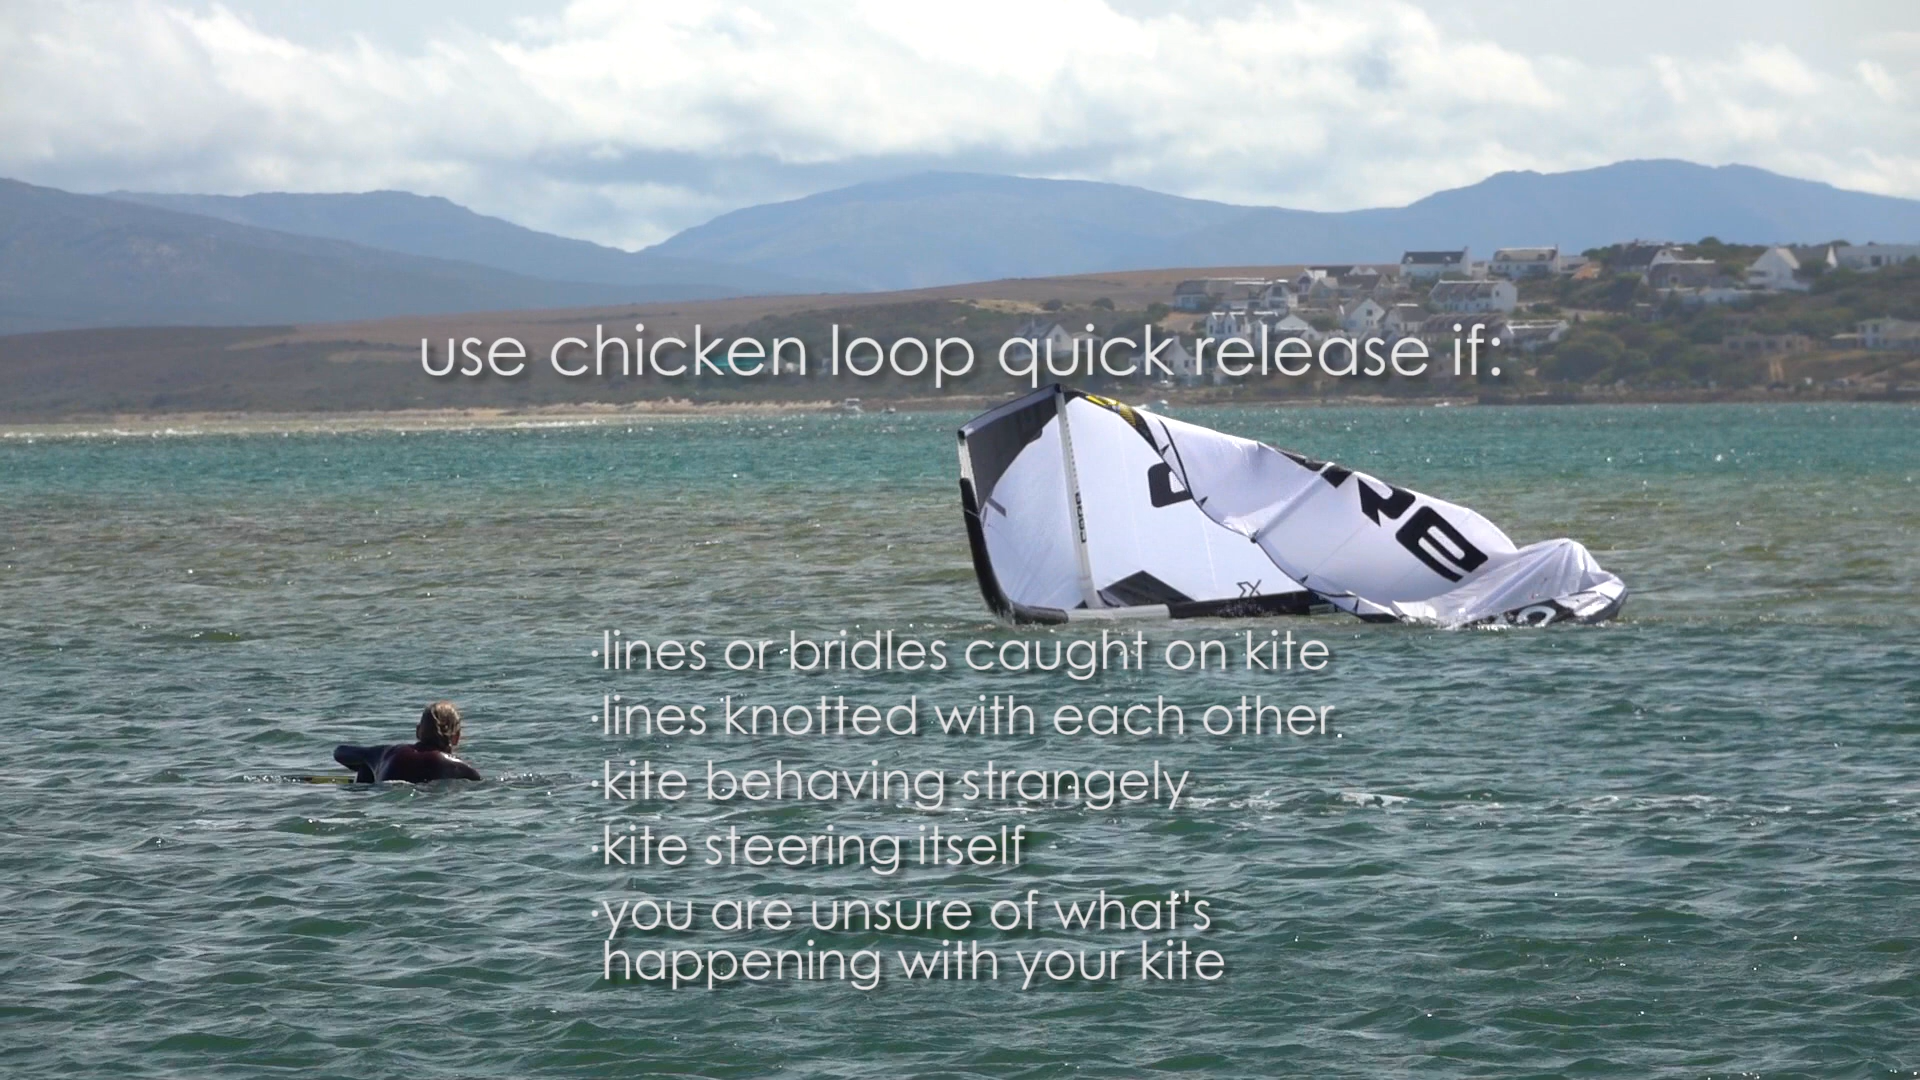 use chicken loop quick release if:
·lines or bridles caught on kite
·lines knotted with each other
·kite behaving strangely
·kite steering itself
·you are unsure of what's
happening with your kite